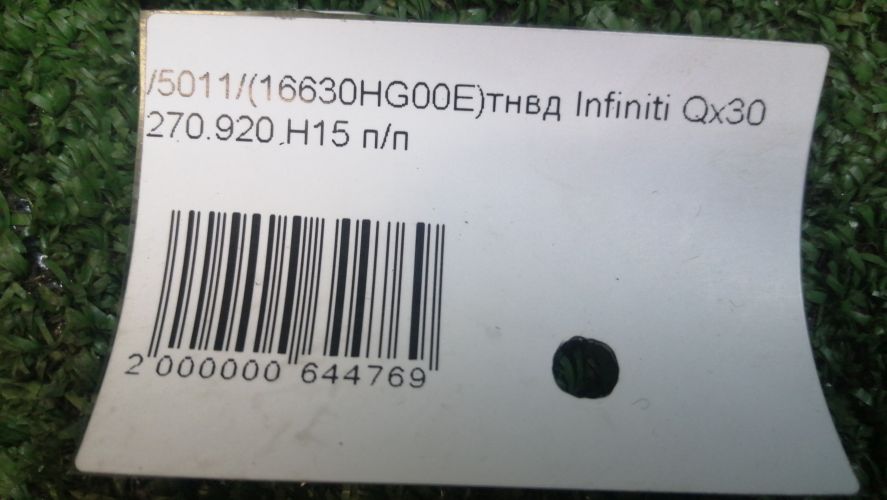 /5011/(16630HG00E)тнвд Infiniti Qx30
270.920.H15 п/п
2 000000 644769